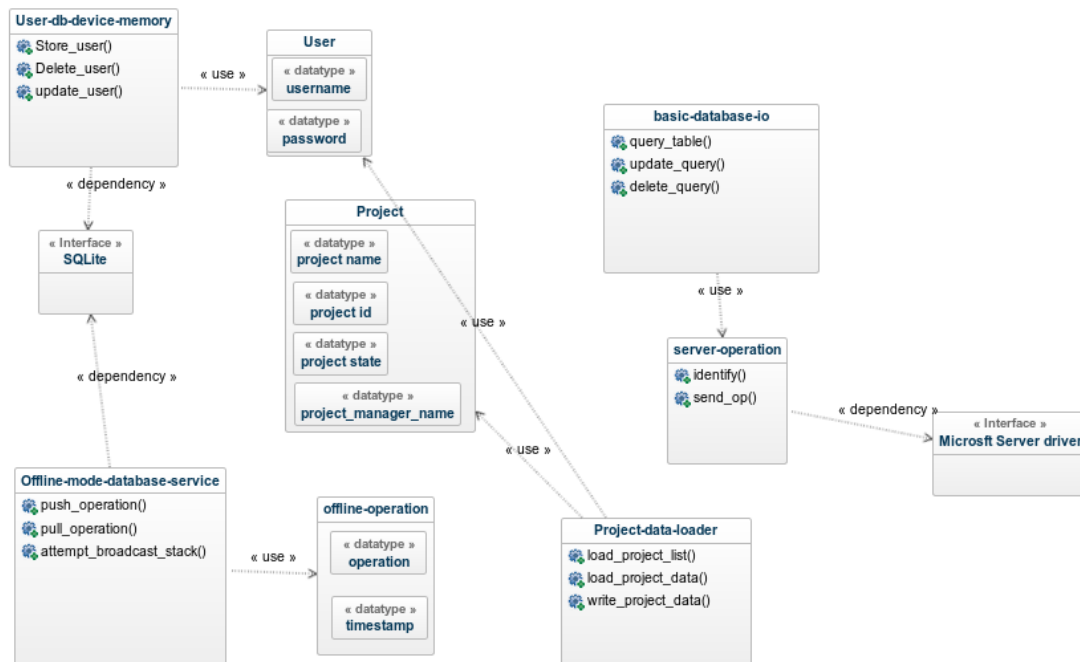 User-db-device-memory
Store_user()
Delete_user()
update_user()
« use »
User
« datatype »
username
« datatype »
password
« dependency »
« Interface »
SQLite
« dependency »
Project
« datatype »
project name
« datatype »
project id
« datatype »
project state
« datatype »
project_manager_name
« use »
« use »
basic-database-io
query_table()
update_query()
delete_query()
« use »
server-operation
identify()
send_op()
« dependency »
« Interface »
Microsft Server driver
Offline-mode-database-service
push_operation()
pull_operation()
attempt_broadcast_stack()
« use »
offline-operation
« datatype »
operation
« datatype »
timestamp
Project-data-loader
load_project_list()
load_project_data()
write_project_data()